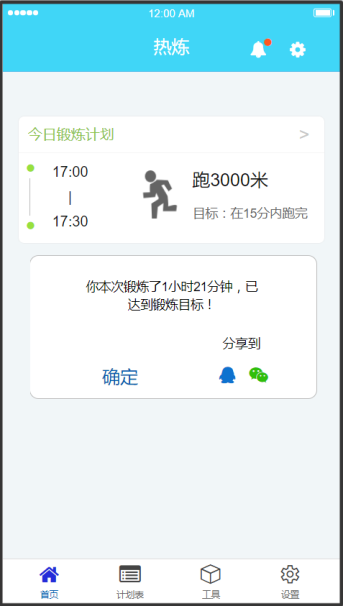 12:00 AM
热炼
今日锻炼计划 >
17:00
17:30
跑3000米
目标：在15分内跑完
你本次锻炼了1小时21分钟，已
达到锻炼目标！
分享到
确定
首页 计划表 工具 设置